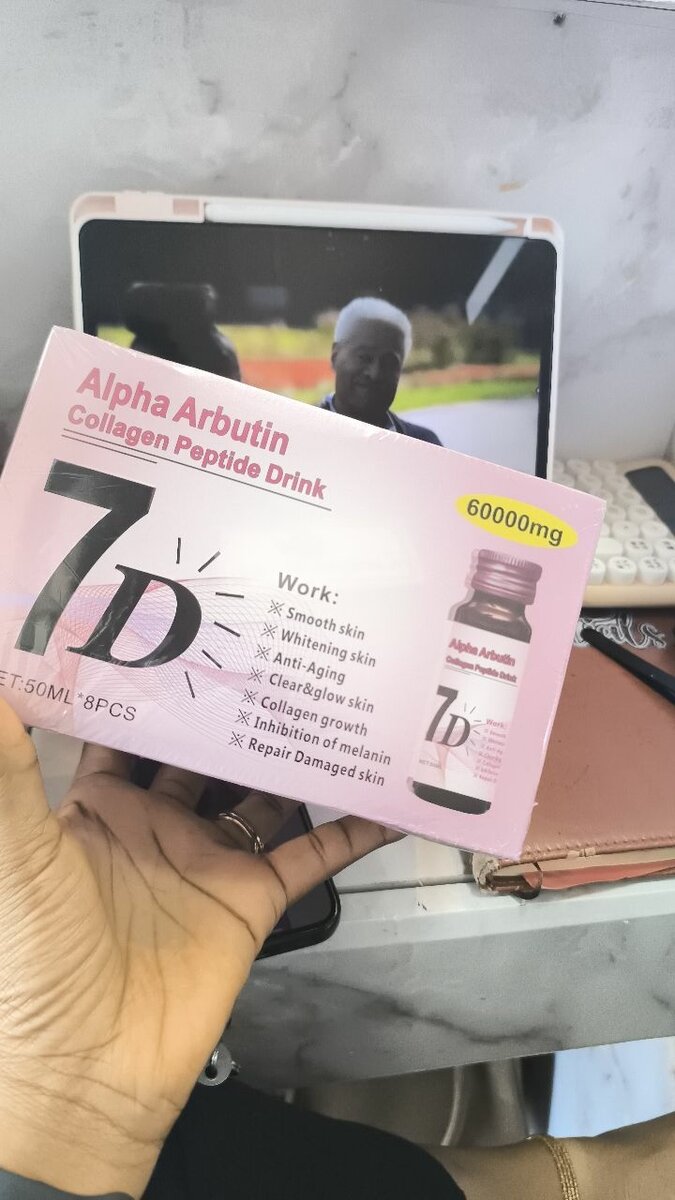 Alpha Arbutin
Collagen Peptide Drink
7D
60000mg
Work:
※ Smooth skin
※ Whitening skin
※ Anti-Aging
※ Clear&glow skin
※ Collagen growth
※ Inhibition of melanin
※ Repair Damaged skin
ET:50ML*8PCS
Alpha Arbutin
Collagen Peptide Drink
7D
Work: